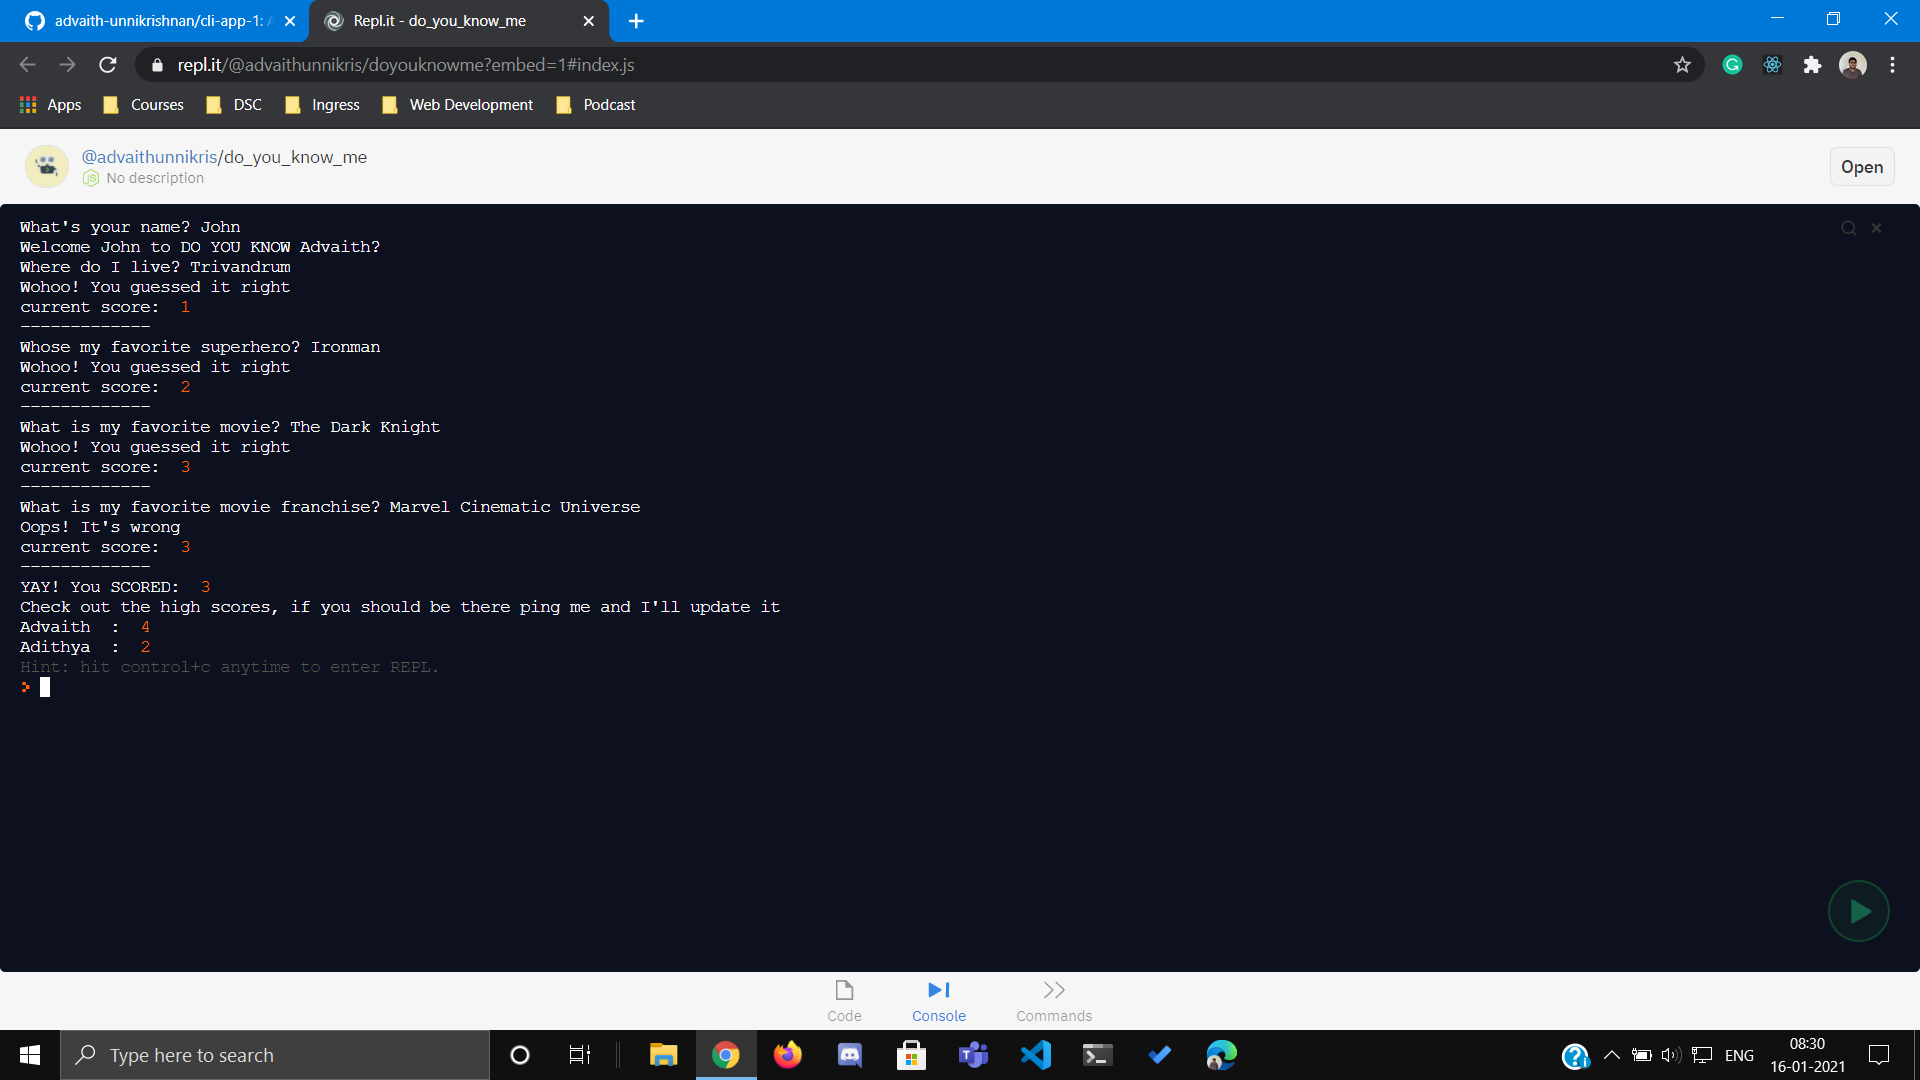 advaith-unnikrishnan/cli-app-1: A
Repl.it - do_you_know_me
repl.it/@advaithunnikris/doyouknowme?embed=1#index.js
Apps
Courses
DSC
Ingress
Web Development
Podcast
@advaithunnikris/do_you_know_me
No description
Open
What's your name? John
Welcome John to DO YOU KNOW Advaith?
Where do I live? Trivandrum
Wohoo! You guessed it right
current score:  1
-------------
Whose my favorite superhero? Ironman
Wohoo! You guessed it right
current score:  2
-------------
What is my favorite movie? The Dark Knight
Wohoo! You guessed it right
current score:  3
-------------
What is my favorite movie franchise? Marvel Cinematic Universe
Oops! It's wrong
current score:  3
-------------
YAY! You SCORED:  3
Check out the high scores, if you should be there ping me and I'll update it
Advaith  :  4
Adithya  :  2
Hint: hit control+c anytime to enter REPL.
>
Code
Console
Commands
Type here to search
ENG
08:30
16-01-2021